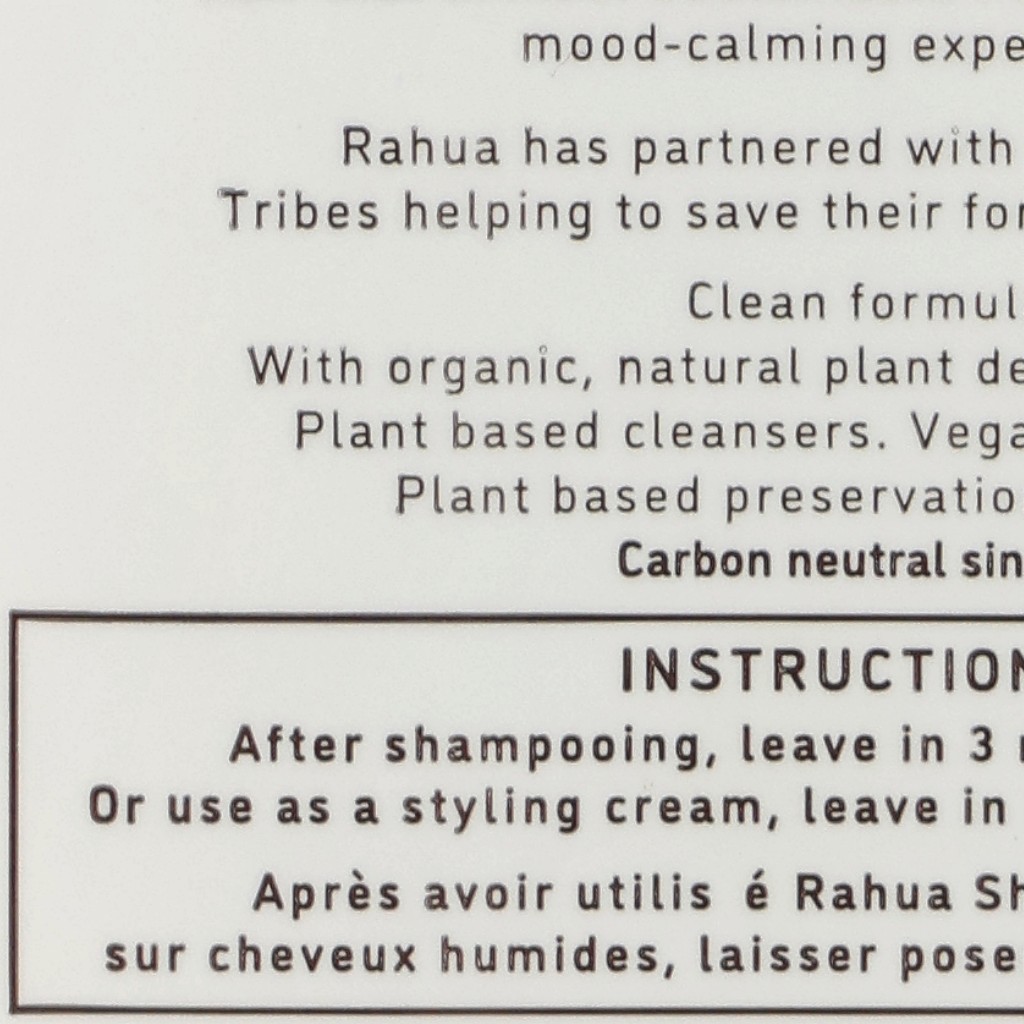 mood-calming expe
Rahua has partnered with
Tribes helping to save their for
Clean formul
With organic, natural plant de
Plant based cleansers. Vega
Plant based preservatio
Carbon neutral sin
INSTRUCTION
After shampooing, leave in 3
Or use as a styling cream, leave in
Après avoir utilis é Rahua Sh
sur cheveux humides, laisser pose